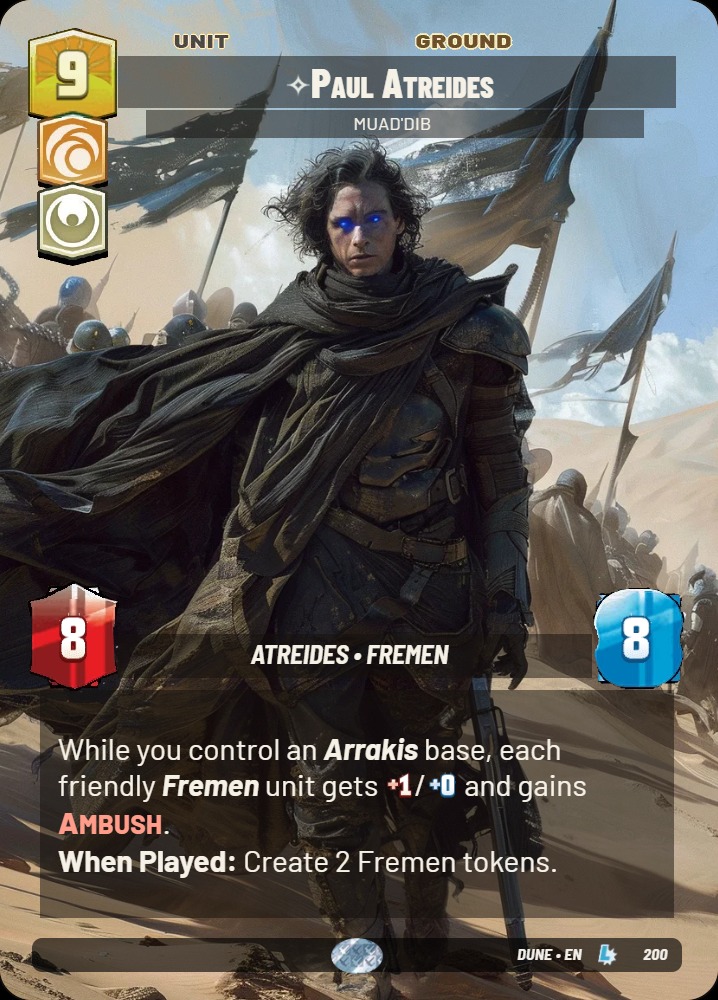 UNIT GROUND
9
PAUL ATREIDES
MUAD'DIB
8 ATREIDES • FREMEN 8
While you control an Arrakis base, each
friendly Fremen unit gets +1/+0 and gains
AMBUSH.
When Played: Create 2 Fremen tokens.
DUNE • EN 200